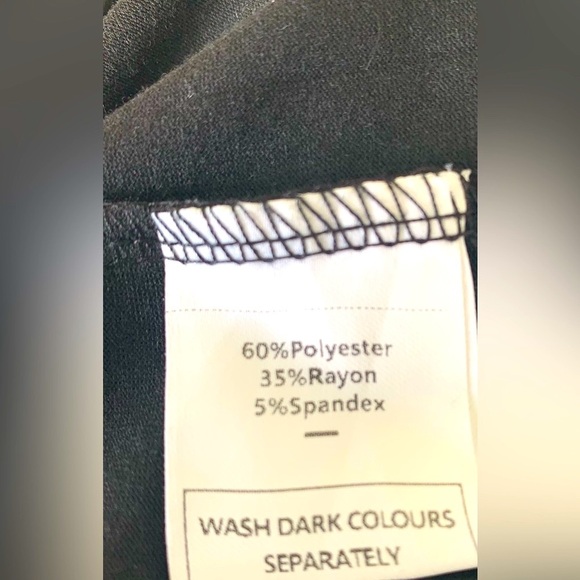 60%Polyester
35%Rayon
5%Spandex
WASH DARK COLOURS
SEPARATELY